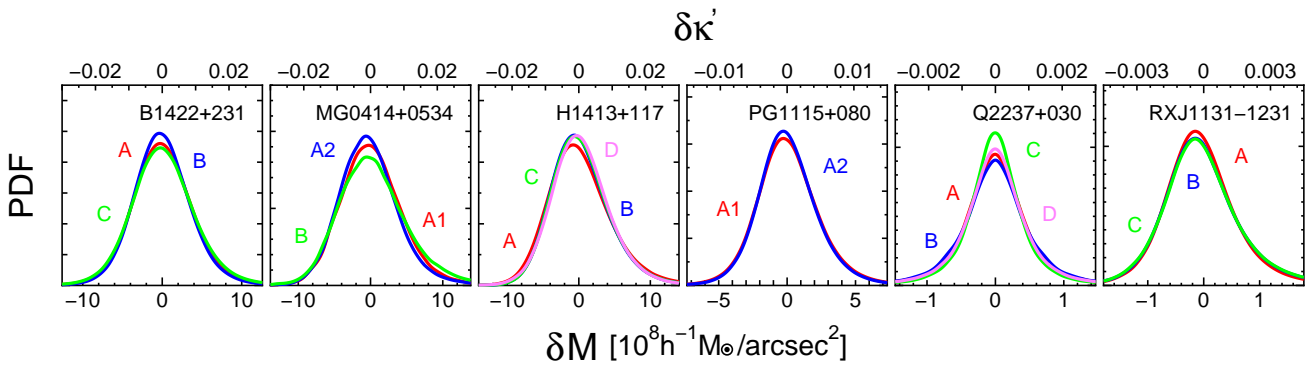 δκ'
−0.02 0 0.02 −0.02 0 0.02 −0.02 0 0.02 −0.01 0 0.01 −0.002 0 0.002 −0.003 0 0.003
B1422+231 MG0414+0534 H1413+117 PG1115+080 Q2237+030 RXJ1131−1231
A B C
A2 A1 B
D C B A
A2 A1
C A D B
A B C
PDF
−10 0 10 −10 0 10 −10 0 10 −5 0 5 −1 0 1 −1 0 1
δM [10⁸h⁻¹M⊙/arcsec²]